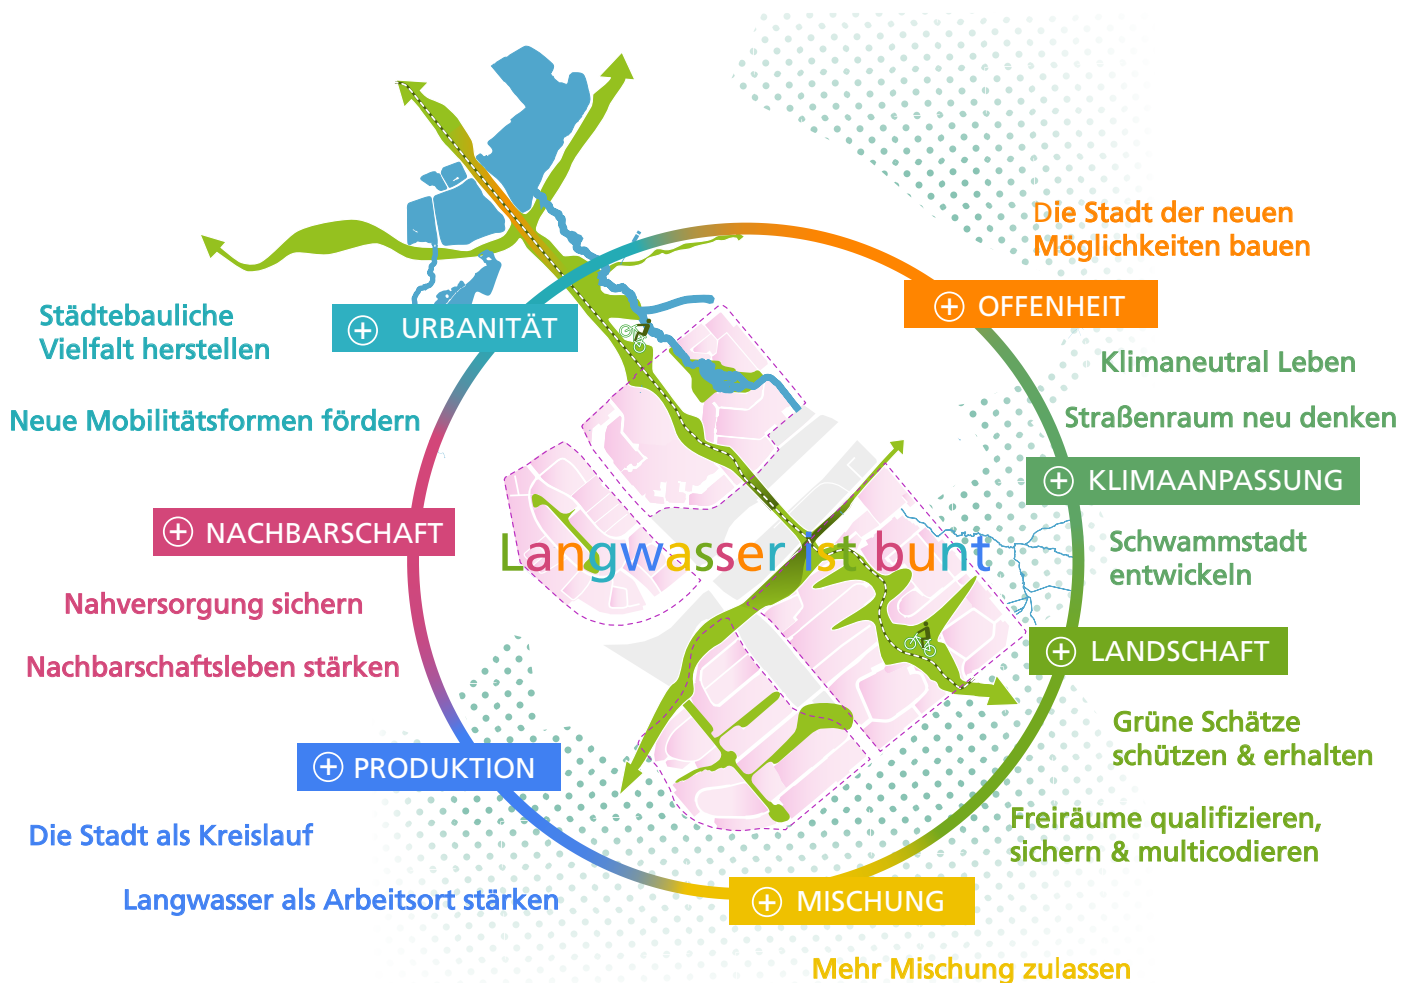 Die Stadt der neuen
Möglichkeiten bauen
OFFENHEIT
Städtebauliche
Vielfalt herstellen
URBANITÄT
Klimaneutral Leben
Neue Mobilitätsformen fördern
Straßenraum neu denken
KLIMAANPASSUNG
NACHBARSCHAFT
Langwasser ist bunt
Schwammstadt
entwickeln
Nahversorgung sichern
LANDSCHAFT
Nachbarschaftsleben stärken
Grüne Schätze
schützen & erhalten
PRODUKTION
Freiräume qualifizieren,
sichern & multicodieren
Die Stadt als Kreislauf
Langwasser als Arbeitsort stärken
MISCHUNG
Mehr Mischung zulassen